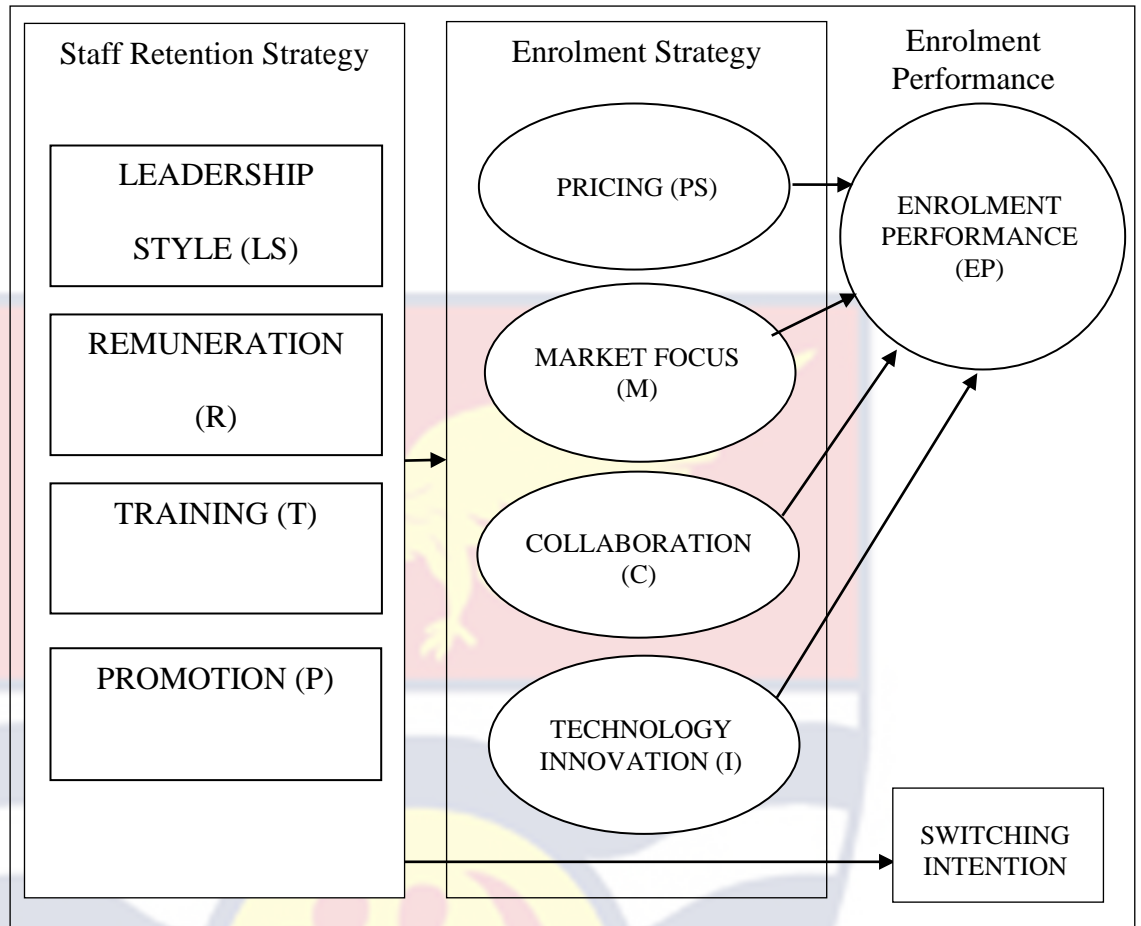 Staff Retention Strategy
LEADERSHIP
STYLE (LS)
REMUNERATION
(R)
TRAINING (T)
PROMOTION (P)
Enrolment Strategy
PRICING (PS)
MARKET FOCUS
(M)
COLLABORATION
(C)
TECHNOLOGY
INNOVATION (I)
Enrolment
Performance
ENROLMENT
PERFORMANCE
(EP)
SWITCHING
INTENTION